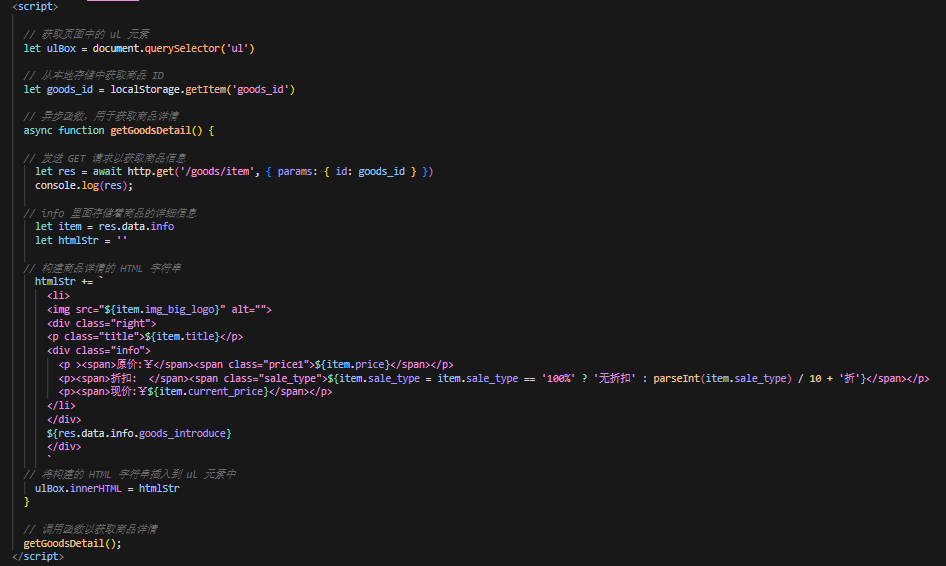 <script>
// 获取页面中的 ul 元素
let ulBox = document.querySelector('ul')
// 从本地存储中获取商品 ID
let goods_id = localStorage.getItem('goods_id')
// 异步函数，用于获取商品详情
async function getGoodsDetail() {
// 发送 GET 请求以获取商品信息
let res = await http.get('/goods/item', { params: { id: goods_id } })
console.log(res);
// info 里面存储着商品的详细信息
let item = res.data.info
let htmlStr = ''
// 构建商品详情的 HTML 字符串
htmlStr += `
<li>
<img src="${item.img_big_logo}" alt="">
<div class="right">
<p class="title">${item.title}</p>
<div class="info">
<p ><span>原价:￥</span><span class="price1">${item.price}</span></p>
<p><span>折扣:  </span><span class="sale_type">${item.sale_type = item.sale_type == '100%' ? '无折扣' : parseInt(item.sale_type) / 10 + '折'}</span></p>
<p><span>现价:￥${item.current_price}</span></p>
</li>
</div>
${res.data.info.goods_introduce}
</div>
`
// 将构建的 HTML 字符串插入到 ul 元素中
ulBox.innerHTML = htmlStr
}
// 调用函数以获取商品详情
getGoodsDetail();
</script>